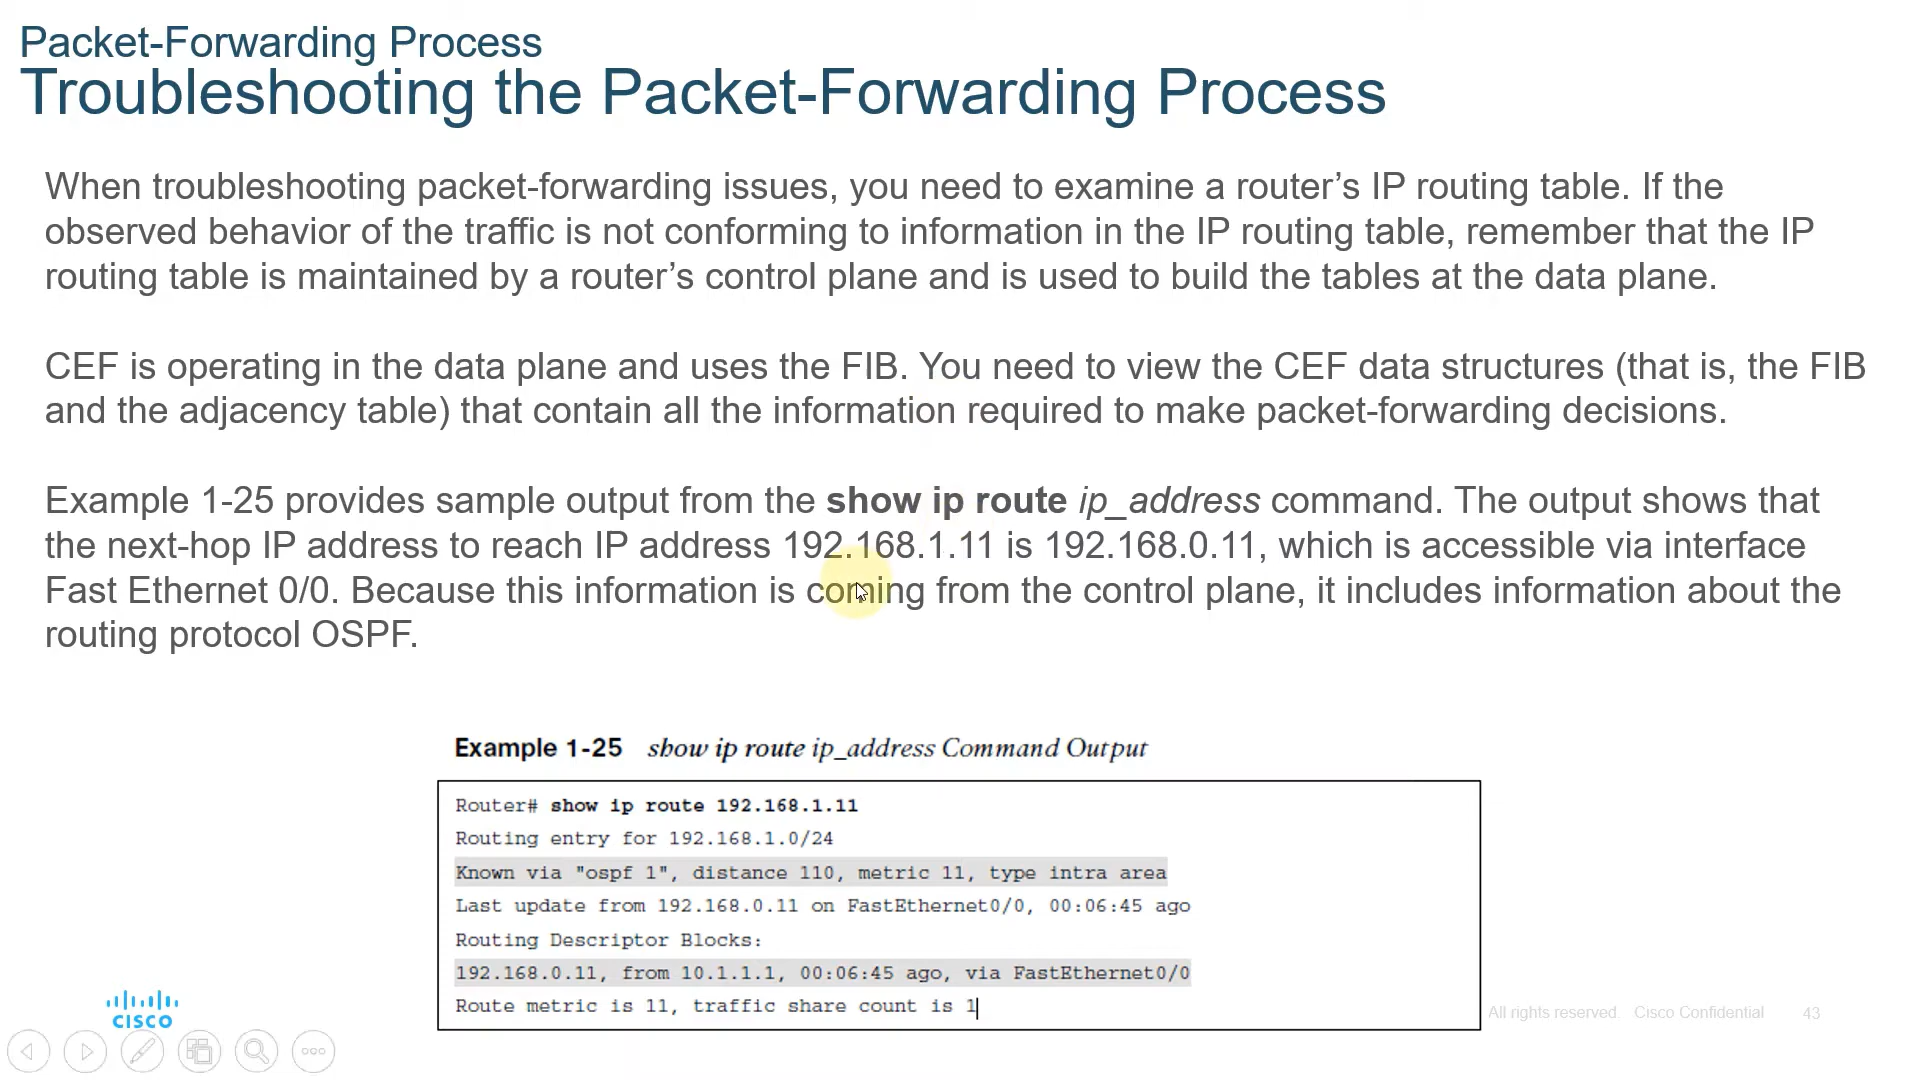 Packet-Forwarding Process
Troubleshooting the Packet-Forwarding Process
When troubleshooting packet-forwarding issues, you need to examine a router’s IP routing table. If the
observed behavior of the traffic is not conforming to information in the IP routing table, remember that the IP
routing table is maintained by a router’s control plane and is used to build the tables at the data plane.
CEF is operating in the data plane and uses the FIB. You need to view the CEF data structures (that is, the FIB
and the adjacency table) that contain all the information required to make packet-forwarding decisions.
Example 1-25 provides sample output from the show ip route ip_address command. The output shows that
the next-hop IP address to reach IP address 192.168.1.11 is 192.168.0.11, which is accessible via interface
Fast Ethernet 0/0. Because this information is coming from the control plane, it includes information about the
routing protocol OSPF.
Example 1-25 show ip route ip_address Command Output
Router# show ip route 192.168.1.11
Routing entry for 192.168.1.0/24
Known via "ospf 1", distance 110, metric 11, type intra area
Last update from 192.168.0.11 on FastEthernet0/0, 00:06:45 ago
Routing Descriptor Blocks:
192.168.0.11, from 10.1.1.1, 00:06:45 ago, via FastEthernet0/0
Route metric is 11, traffic share count is 1
CISCO
All rights reserved. Cisco Confidential 43